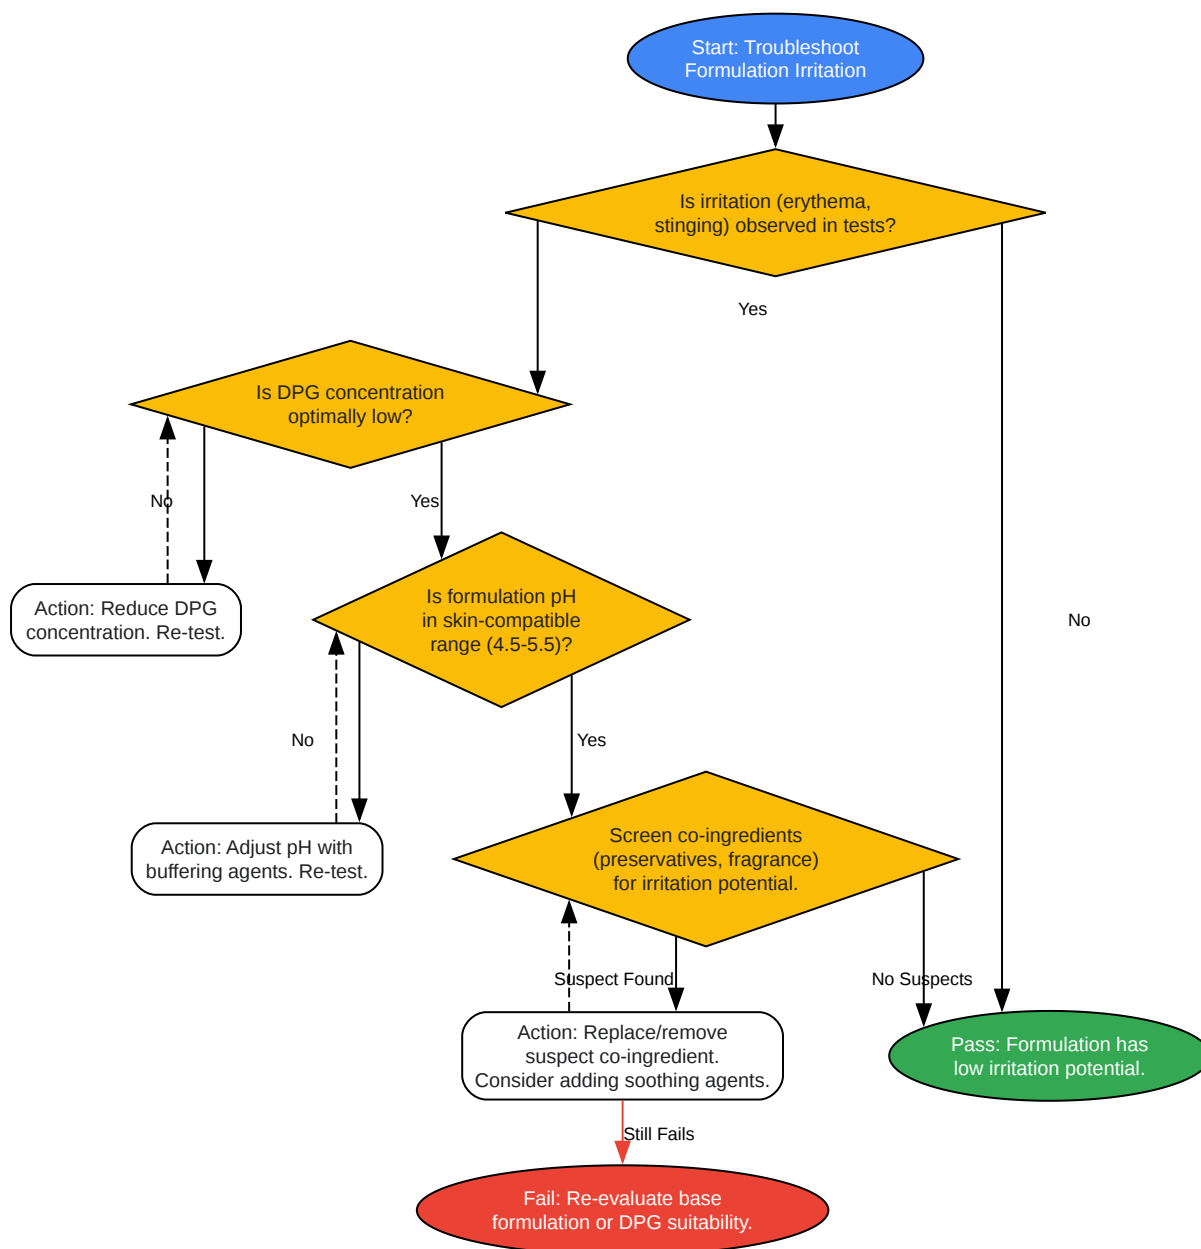 Start: Troubleshoot
Formulation Irritation
Is irritation (erythema,
stinging) observed in tests?
Yes
Is DPG concentration
optimally low?
No
Yes
Is formulation pH
in skin-compatible
range (4.5-5.5)?
Action: Reduce DPG
concentration. Re-test.
No
No
Yes
Screen co-ingredients
(preservatives, fragrance)
for irritation potential.
Action: Adjust pH with
buffering agents. Re-test.
Suspect Found
No Suspects
Action: Replace/remove
suspect co-ingredient.
Consider adding soothing agents.
Pass: Formulation has
low irritation potential.
Still Fails
Fail: Re-evaluate base
formulation or DPG suitability.